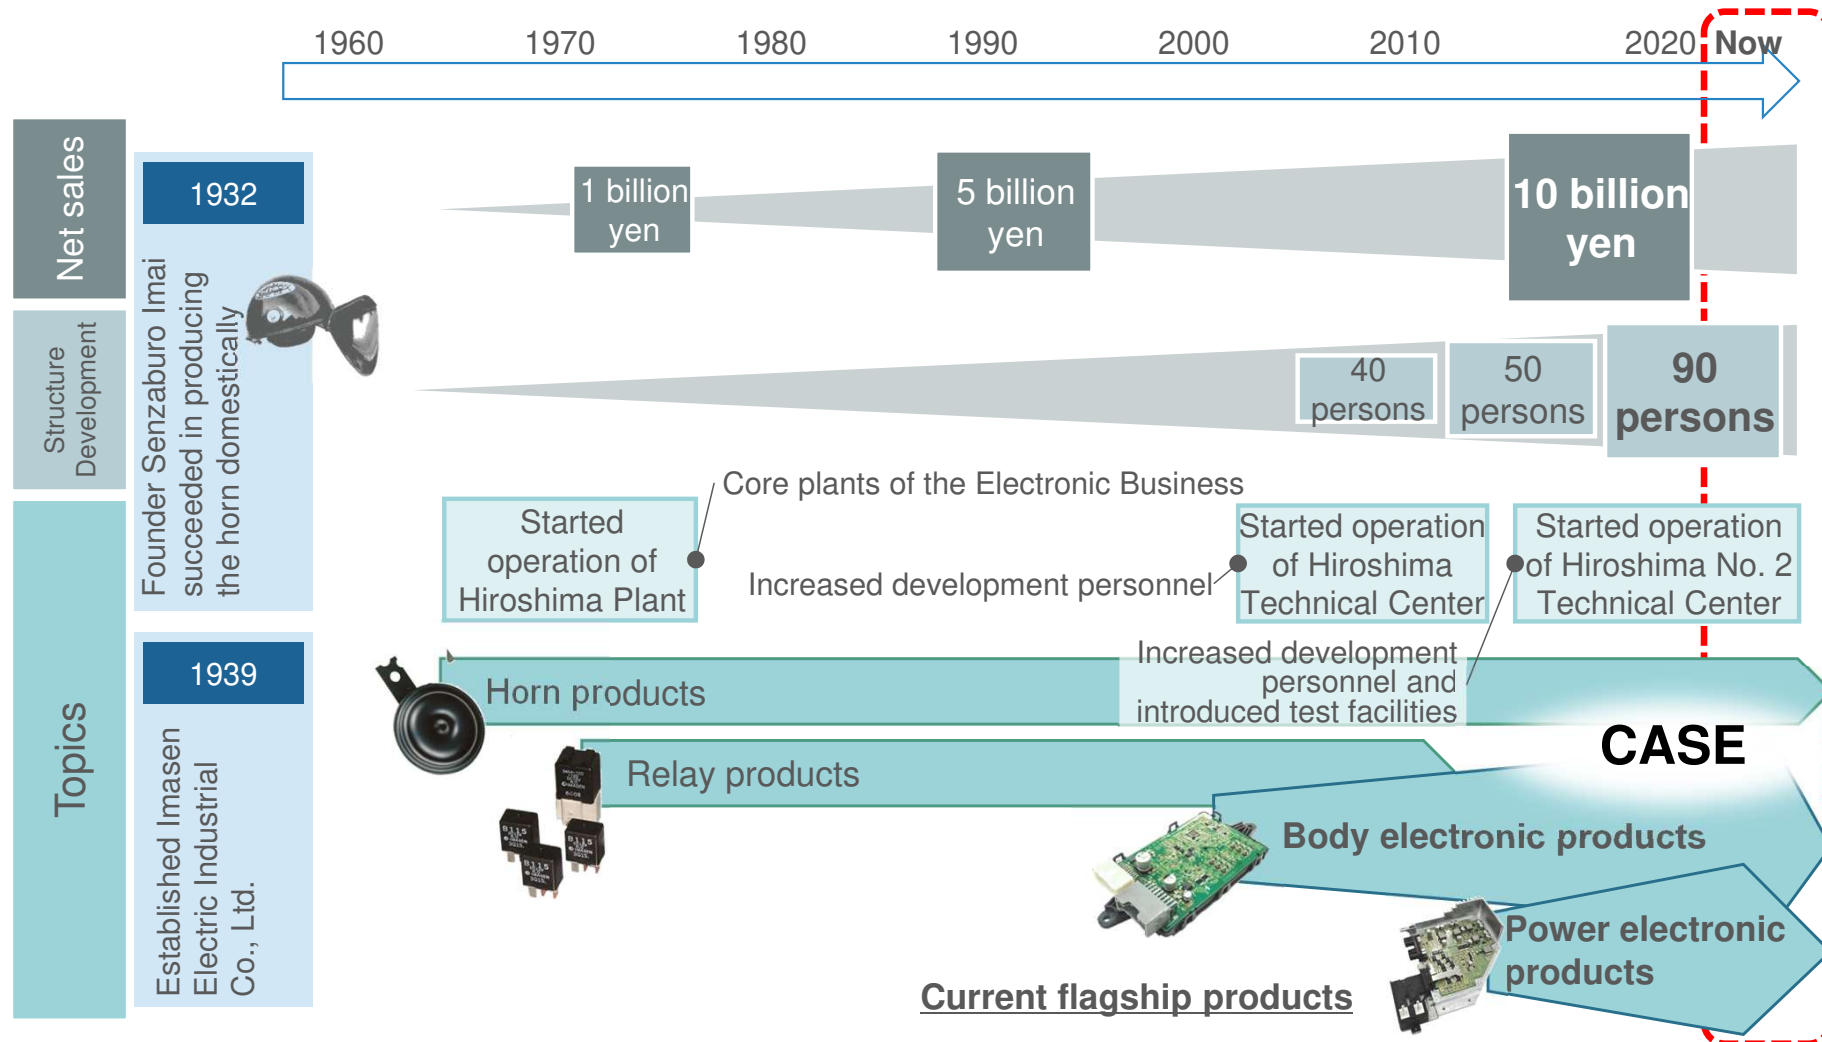 1960 1970 1980 1990 2000 2010 2020 Now
Net sales
1932
Founder Senzaburo Imai
succeeded in producing
the horn domestically
1 billion
yen
5 billion
yen
10 billion
yen
Structure
Development
40
persons
50
persons
90
persons
Topics
1939
Established Imasen
Electric Industrial
Co., Ltd.
Core plants of the Electronic Business
Started
operation of
Hiroshima Plant
Increased development personnel
Started operation
of Hiroshima
Technical Center
Started operation
of Hiroshima No. 2
Technical Center
Increased development
personnel and
introduced test facilities
Horn products
CASE
Relay products
B115
B115
B115
Body electronic products
Power electronic
products
Current flagship products